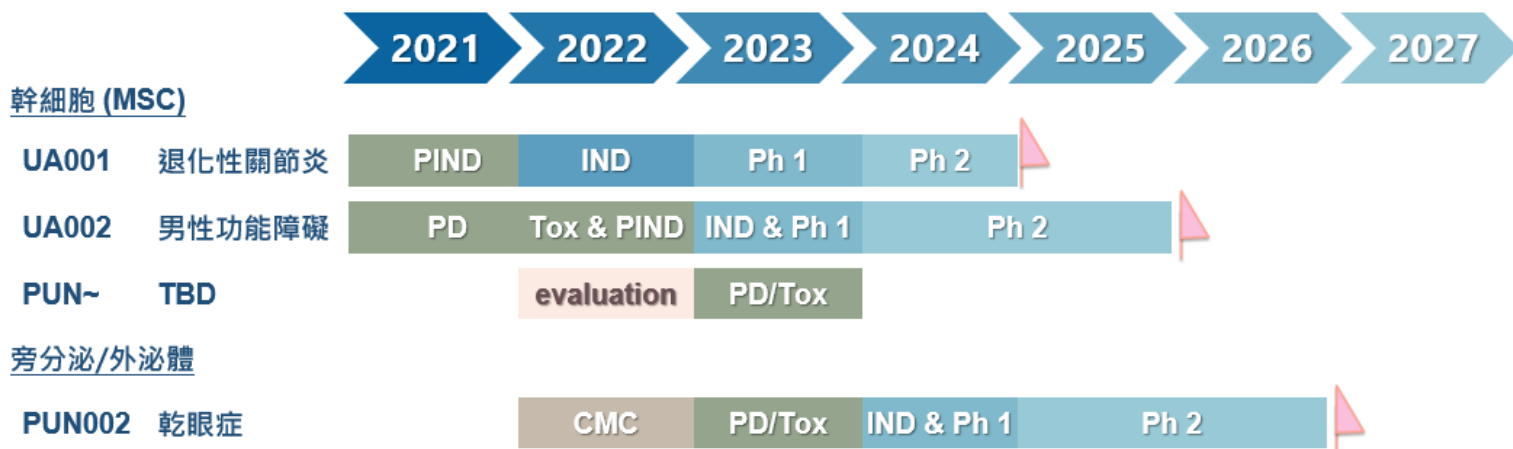 2021 2022 2023 2024 2025 2026 2027
幹細胞 (MSC)
UA001 退化性關節炎 PIND IND Ph 1 Ph 2
UA002 男性功能障礙 PD Tox & PIND IND & Ph 1 Ph 2
PUN~ TBD evaluation PD/Tox
旁分泌/外泌體
PUN002 乾眼症 CMC PD/Tox IND & Ph 1 Ph 2